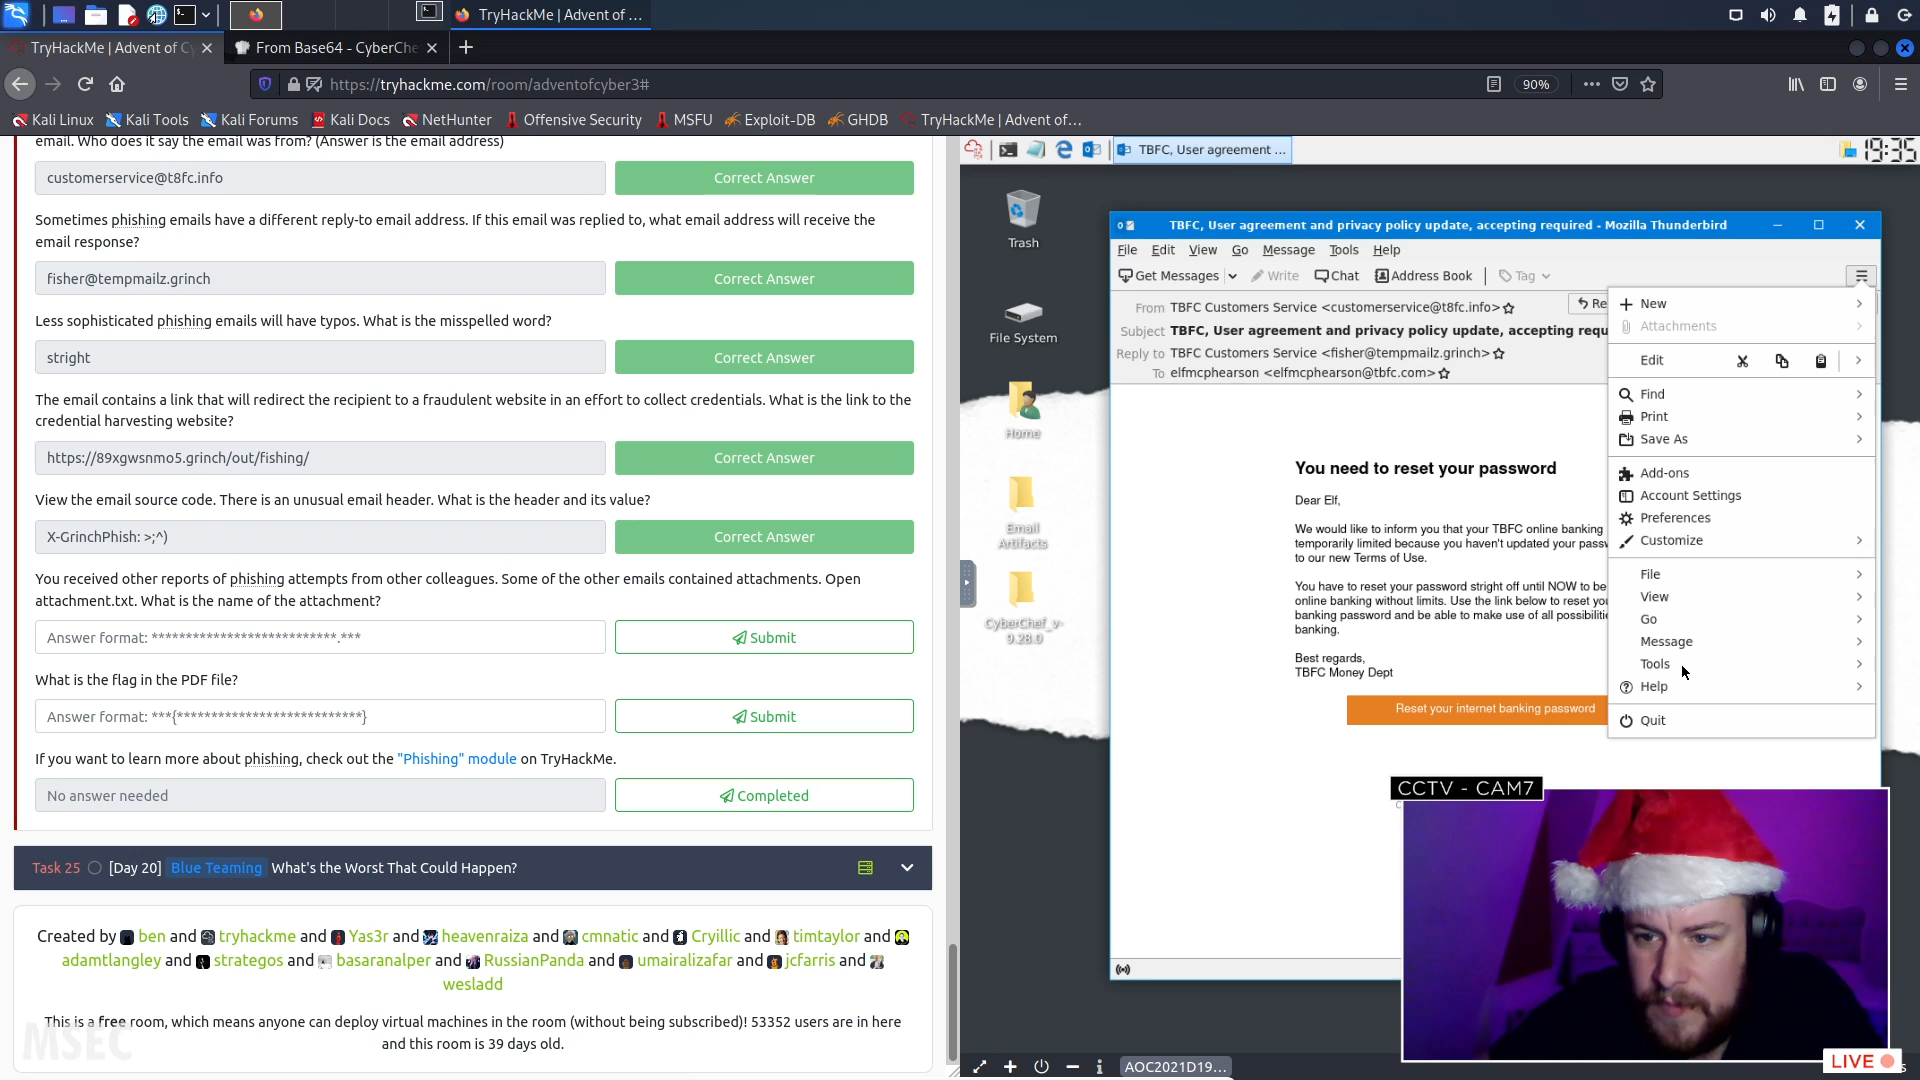 TryHackMe | Advent of ...
TryHackMe | Advent of Cy
From Base64 - CyberChe
https://tryhackme.com/room/adventofcyber3#
90%
Kali Linux
Kali Tools
Kali Forums
Kali Docs
NetHunter
Offensive Security
MSFU
Exploit-DB
GHDB
TryHackMe | Advent of...
email. Who does it say the email was from? (Answer is the email address)
customerservice@t8fc.info
Correct Answer
Sometimes phishing emails have a different reply-to email address. If this email was replied to, what email address will receive the
email response?
fisher@tempmailz.grinch
Correct Answer
Less sophisticated phishing emails will have typos. What is the misspelled word?
stright
Correct Answer
The email contains a link that will redirect the recipient to a fraudulent website in an effort to collect credentials. What is the link to the
credential harvesting website?
https://89xgwsnmo5.grinch/out/fishing/
Correct Answer
View the email source code. There is an unusual email header. What is the header and its value?
X-GrinchPhish: >;^)
Correct Answer
You received other reports of phishing attempts from other colleagues. Some of the other emails contained attachments. Open
attachment.txt. What is the name of the attachment?
Answer format: ***************************.***
Submit
What is the flag in the PDF file?
Answer format: ***{***************************}
Submit
If you want to learn more about phishing, check out the "Phishing" module on TryHackMe.
No answer needed
Completed
Task 25 [Day 20] Blue Teaming What's the Worst That Could Happen?
Created by ben and tryhackme and Yas3r and heavenraiza and cmnatic and Cryillic and timtaylor and
adamtlangley and strategos and basaranalper and RussianPanda and umairalizafar and jcfarris and
wesladd
This is a free room, which means anyone can deploy virtual machines in the room (without being subscribed)! 53352 users are in here
and this room is 39 days old.
MSEC
TBFC, User agreement ...
19:35
Trash
File System
Home
Email
Artifacts
CyberChef_v-
9.28.0
TBFC, User agreement and privacy policy update, accepting required - Mozilla Thunderbird
File Edit View Go Message Tools Help
Get Messages
Write
Chat
Address Book
Tag
From TBFC Customers Service <customerservice@t8fc.info>
Re
Subject TBFC, User agreement and privacy policy update, accepting requ
Reply to TBFC Customers Service <fisher@tempmailz.grinch>
To elfmcphearson <elfmcphearson@tbfc.com>
You need to reset your password
Dear Elf,
We would like to inform you that your TBFC online banking
temporarily limited because you haven't updated your passw
to our new Terms of Use.
You have to reset your password stright off until NOW to be
online banking without limits. Use the link below to reset you
banking password and be able to make use of all possibilitie
banking.
Best regards,
TBFC Money Dept
Reset your internet banking password
New
Attachments
Edit
Find
Print
Save As
Add-ons
Account Settings
Preferences
Customize
File
View
Go
Message
Tools
Help
Quit
CCTV - CAM7
LIVE
AOC2021D19...